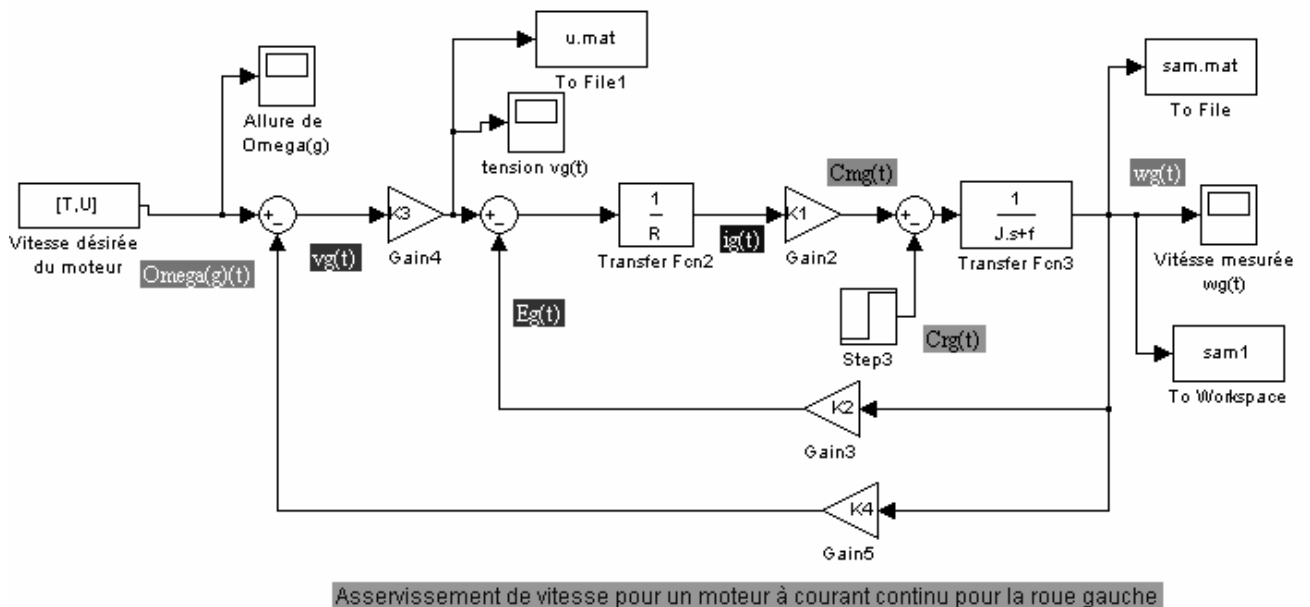 u.mat
To File1
sam.mat
To File
Allure de
Omega(g)
tension vg(t)
Cmg(t)
wg(t)
[T,U]
Vitesse désirée
du moteur
Omega(g)(t)
+
-
vg(t)
K3
Gain4
+
-
1
R
Transfer Fcn2
ig(t)
K1
Gain2
+
-
1
J.s+f
Transfer Fcn3
Vitésse mesurée
wg(t)
Eg(t)
Step3
Crg(t)
sam1
To Workspace
K2
Gain3
K4
Gain5
Asservissement de vitesse pour un moteur à courant continu pour la roue gauche